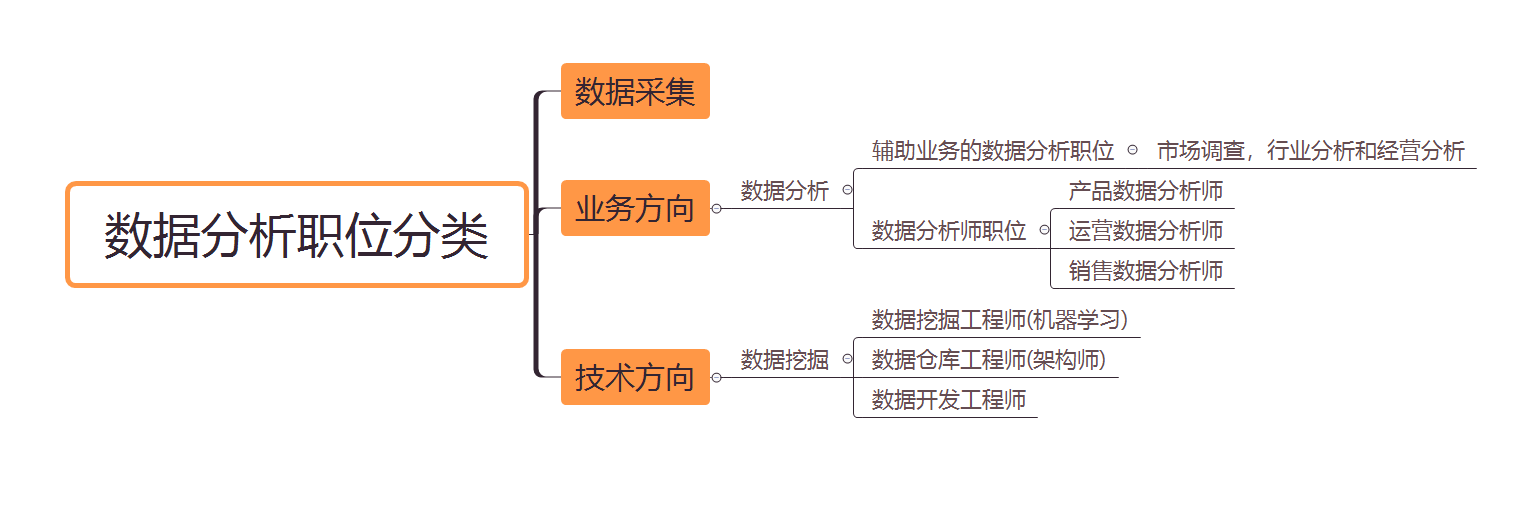 数据分析职位分类
数据采集
业务方向
数据分析
辅助业务的数据分析职位
市场调查，行业分析和经营分析
数据分析师职位
产品数据分析师
运营数据分析师
销售数据分析师
技术方向
数据挖掘
数据挖掘工程师(机器学习)
数据仓库工程师(架构师)
数据开发工程师